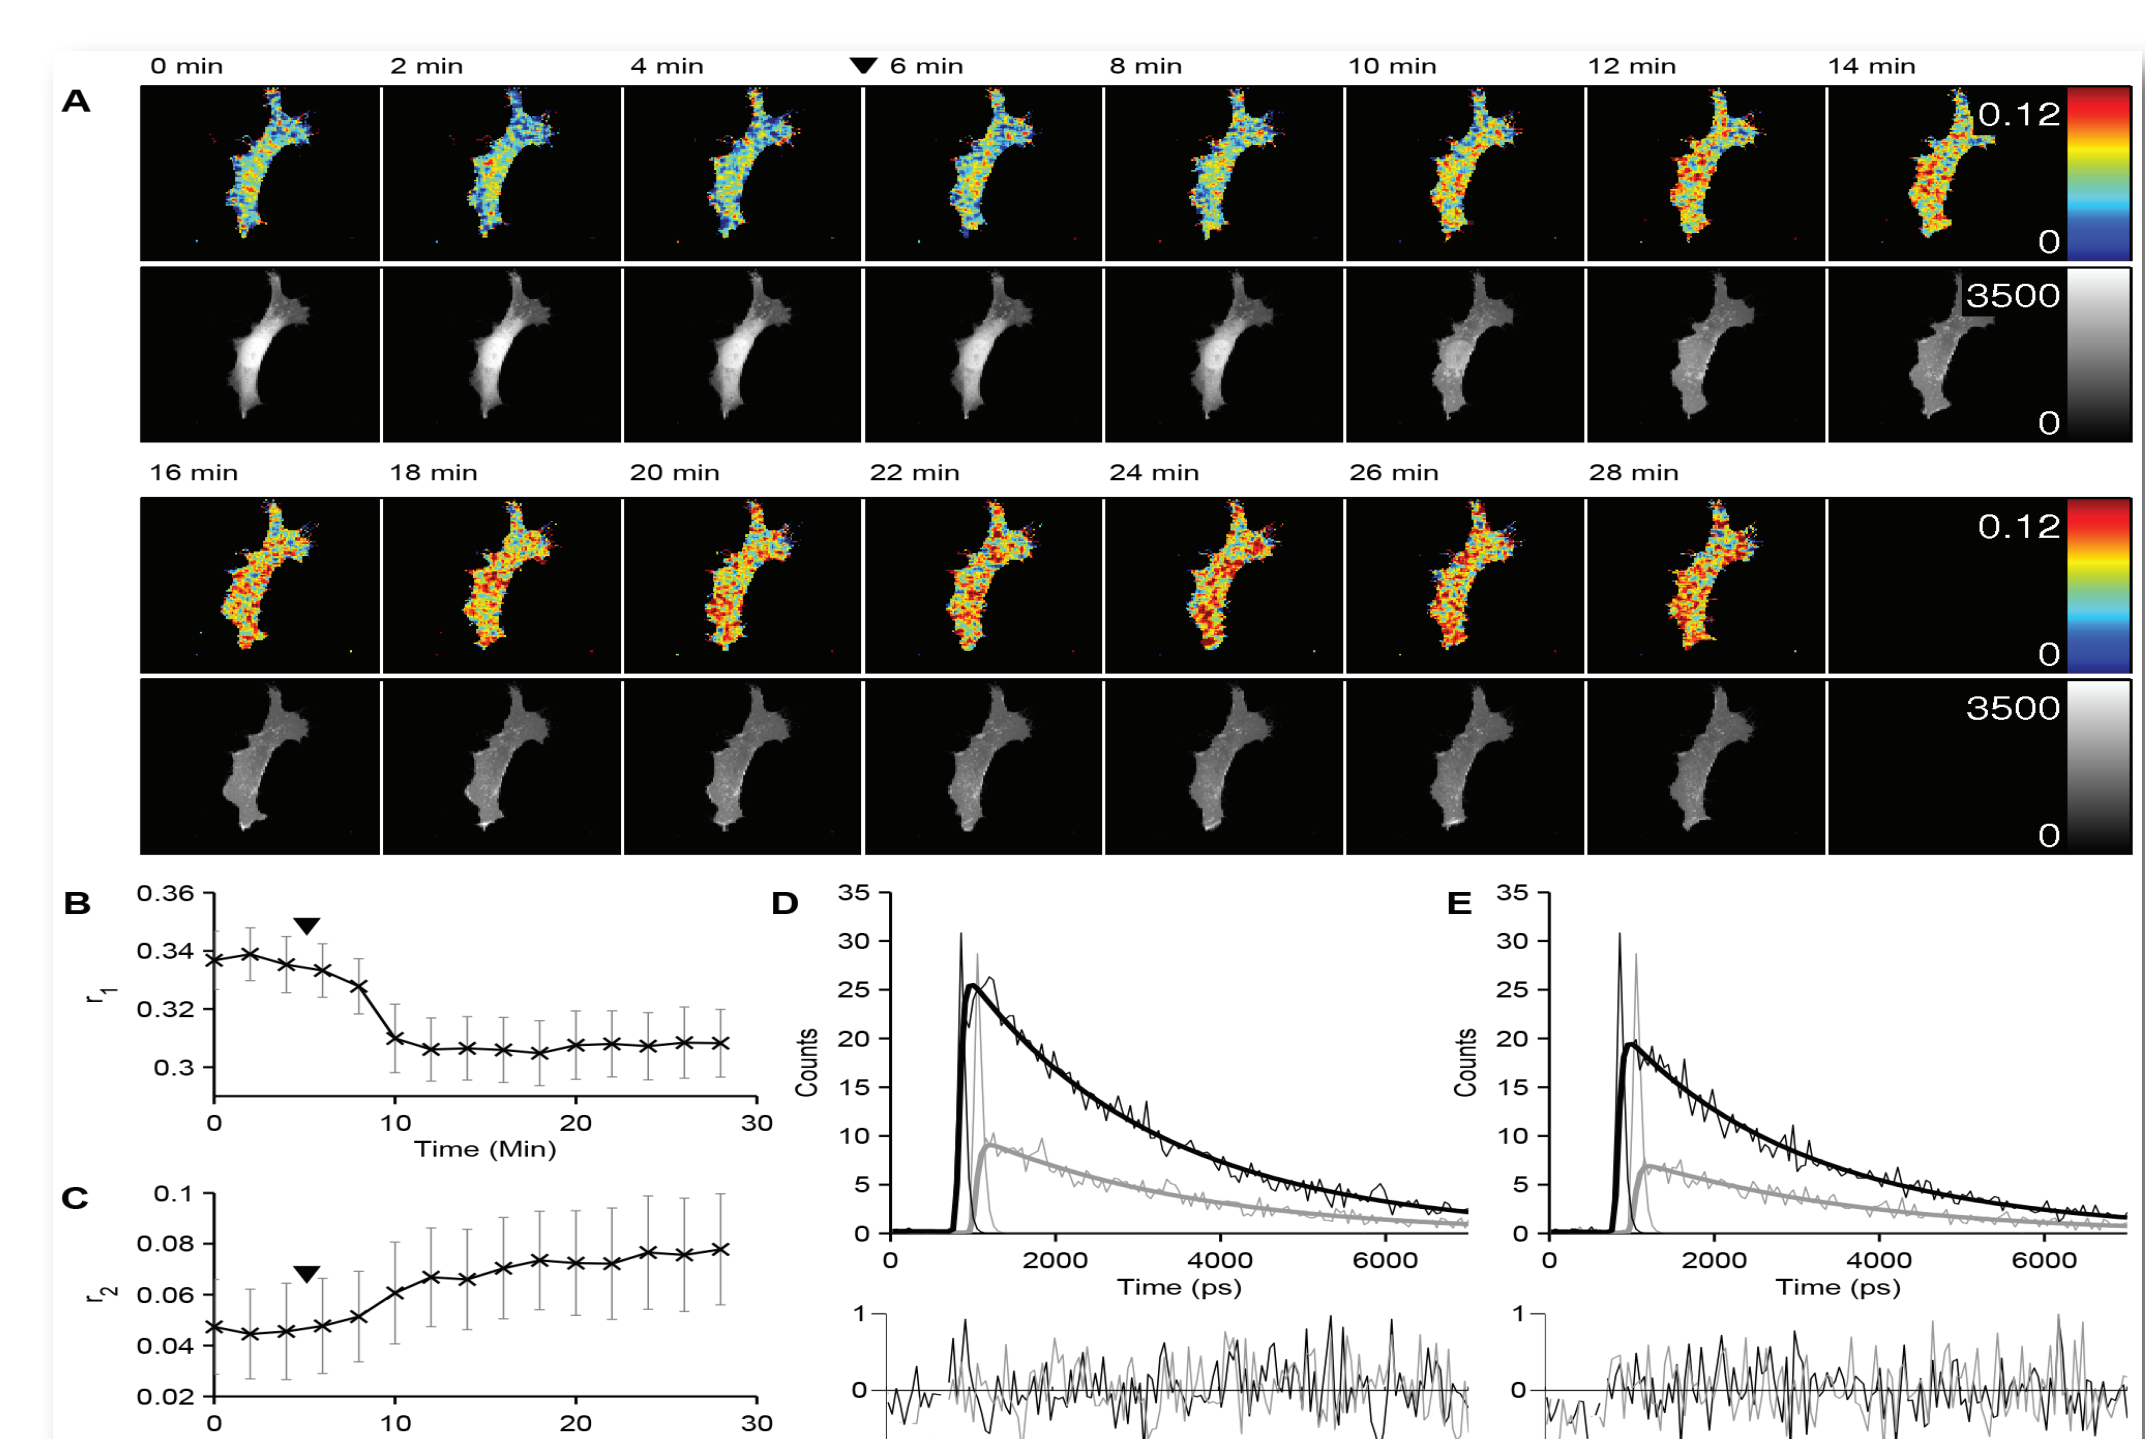 0 min 2 min 4 min 6 min 8 min 10 min 12 min 14 min
A
0.12
0
3500
0
16 min 18 min 20 min 22 min 24 min 26 min 28 min
0.12
0
3500
0
B
0.36
0.34
0.32
0.3
r1
0 10 20 30
Time (Min)
C
0.1
0.08
0.06
0.04
0.02
r2
0 10 20 30
D
35
30
25
20
15
10
5
0
Counts
0 2000 4000 6000
Time (ps)
1
0
E
35
30
25
20
15
10
5
0
Counts
0 2000 4000 6000
Time (ps)
1
0